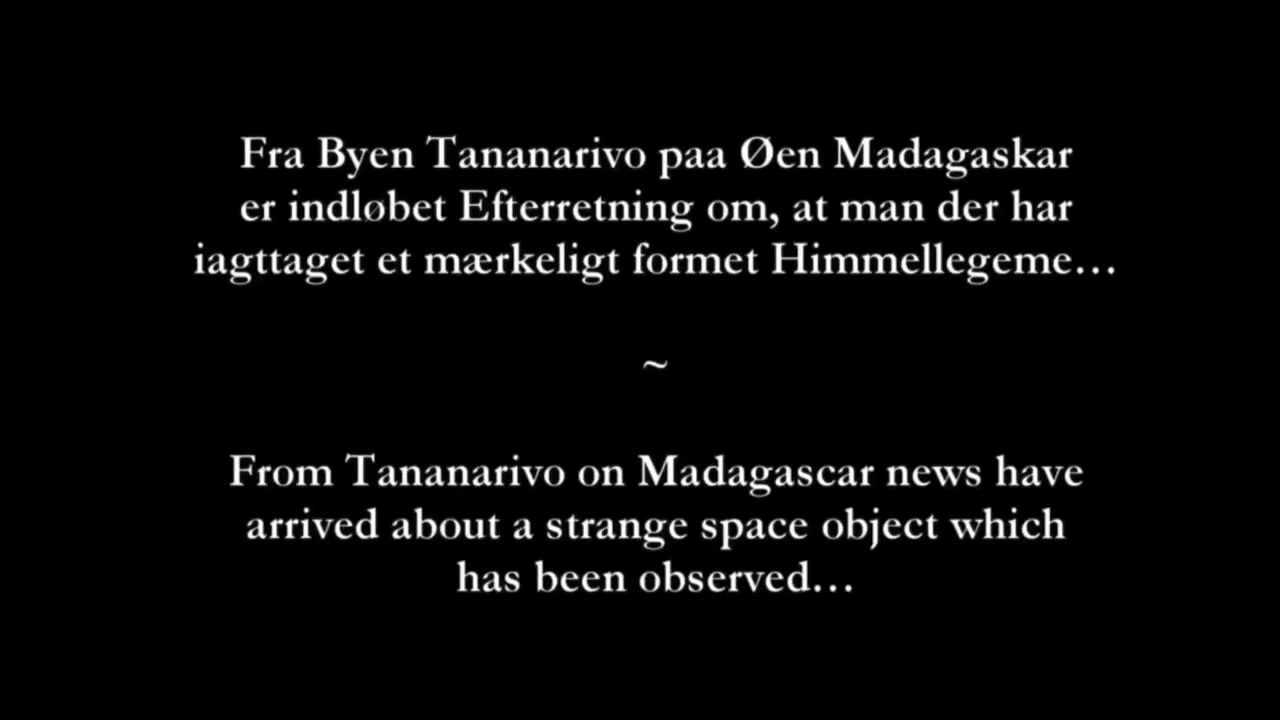 Fra Byen Tananarivo paa Øen Madagaskar
er indløbet Efterretning om, at man der har
iagttaget et mærkeligt formet Himmellegeme...
~
From Tananarivo on Madagascar news have
arrived about a strange space object which
has been observed...